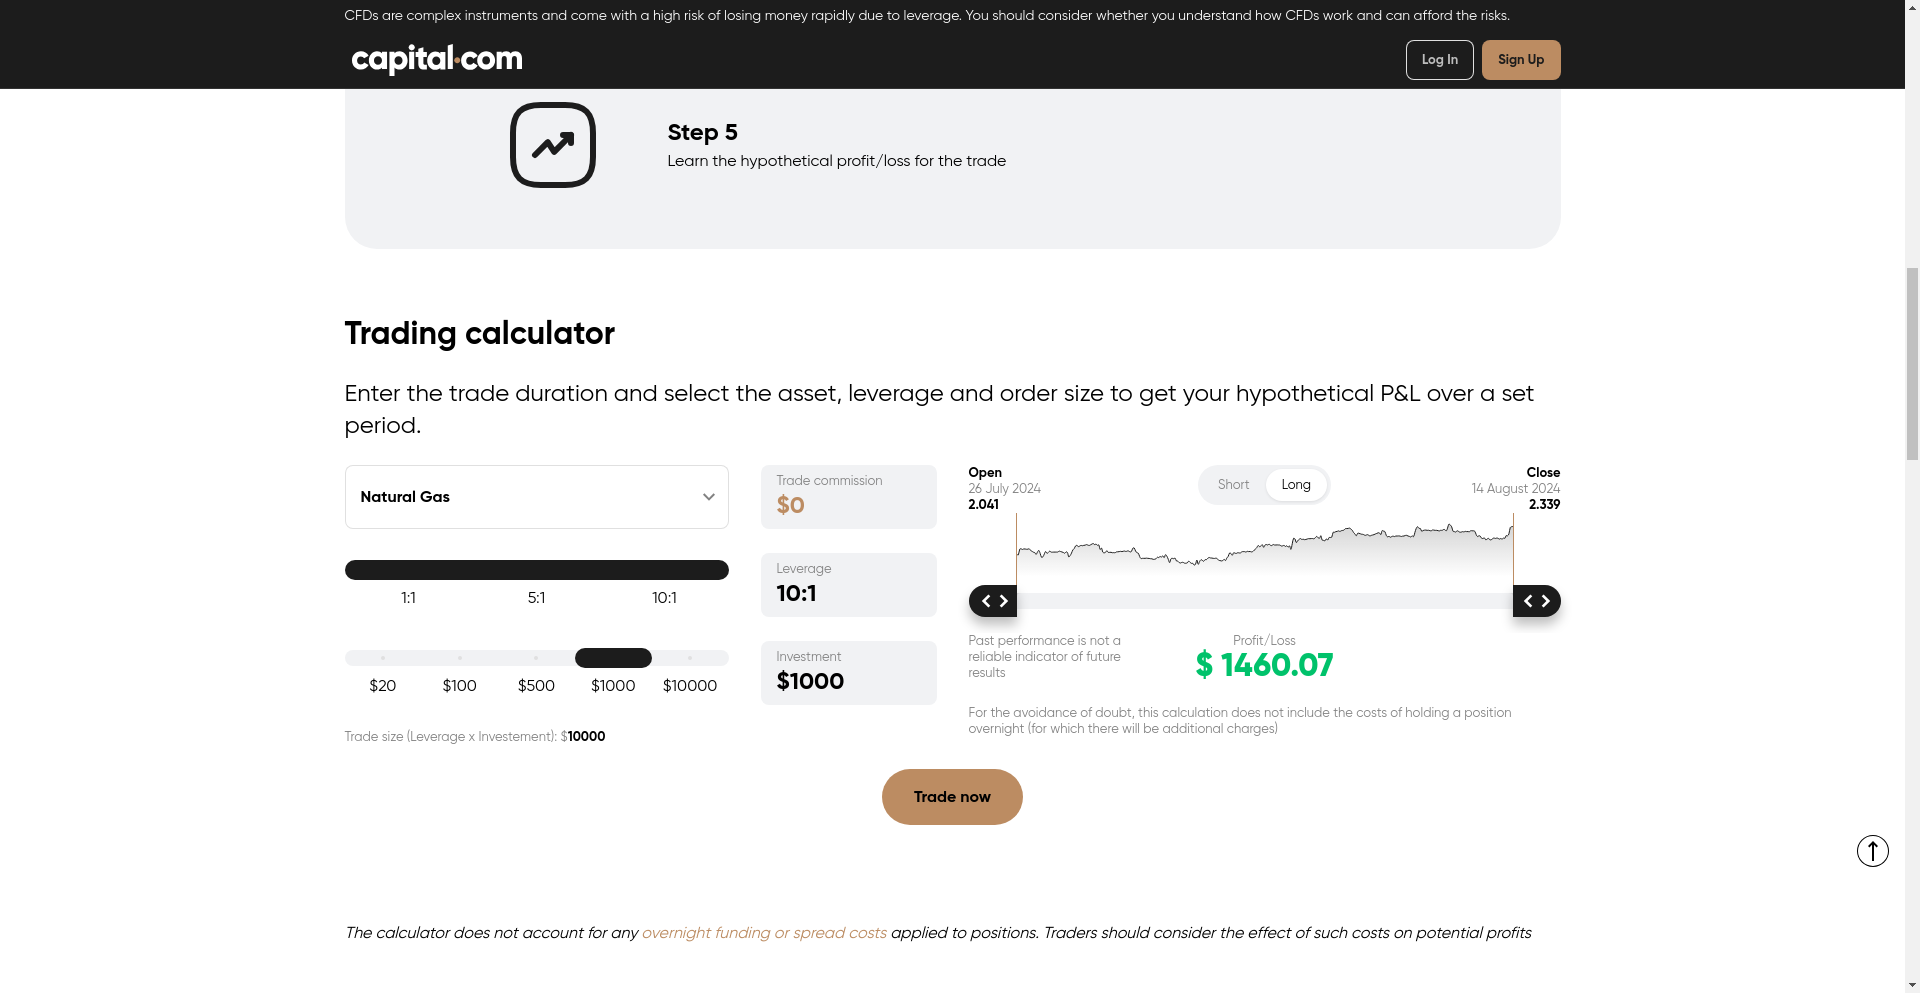 CFDs are complex instruments and come with a high risk of losing money rapidly due to leverage. You should consider whether you understand how CFDs work and can afford the risks.
capital.com
Log In
Sign Up
Step 5
Learn the hypothetical profit/loss for the trade
Trading calculator
Enter the trade duration and select the asset, leverage and order size to get your hypothetical P&L over a set
period.
Natural Gas
1:1
5:1
10:1
$20
$100
$500
$1000
$10000
Trade size (Leverage x Investement): $10000
Trade commission
$0
Leverage
10:1
Investment
$1000
Open
26 July 2024
2.041
Short
Long
Close
14 August 2024
2.339
Past performance is not a
reliable indicator of future
results
Profit/Loss
$ 1460.07
For the avoidance of doubt, this calculation does not include the costs of holding a position
overnight (for which there will be additional charges)
Trade now
The calculator does not account for any overnight funding or spread costs applied to positions. Traders should consider the effect of such costs on potential profits